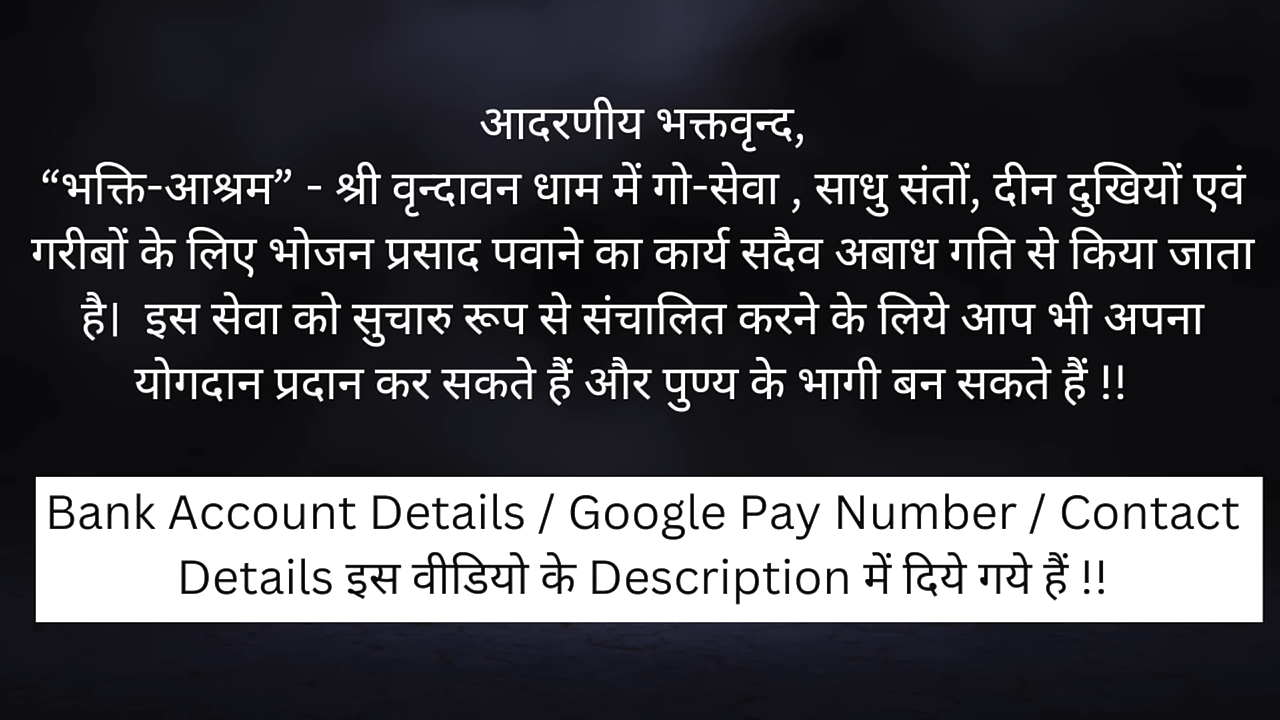 आदरणीय भक्तवृन्द,
“भक्ति-आश्रम” - श्री वृन्दावन धाम में गो-सेवा , साधु संतों, दीन दुखियों एवं
गरीबों के लिए भोजन प्रसाद पवाने का कार्य सदैव अबाध गति से किया जाता
है। इस सेवा को सुचारु रूप से संचालित करने के लिये आप भी अपना
योगदान प्रदान कर सकते हैं और पुण्य के भागी बन सकते हैं !!
Bank Account Details / Google Pay Number / Contact
Details इस वीडियो के Description में दिये गये हैं !!